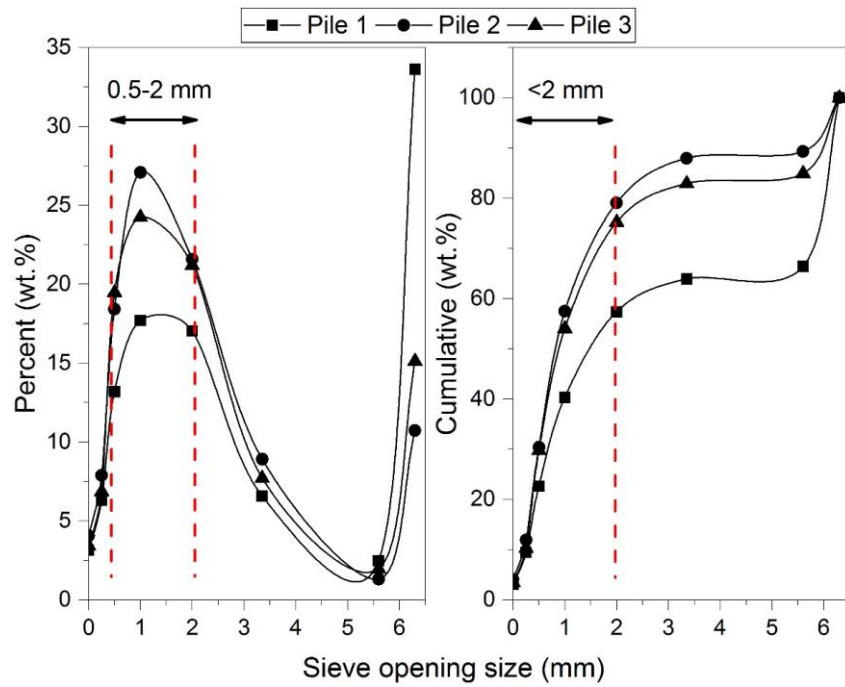 Pile 1 Pile 2 Pile 3
0.5-2 mm
Percent (wt.%)
35
30
25
20
15
10
5
0
0 1 2 3 4 5 6
<2 mm
Cumulative (wt.%)
100
80
60
40
20
0
0 1 2 3 4 5 6
Sieve opening size (mm)